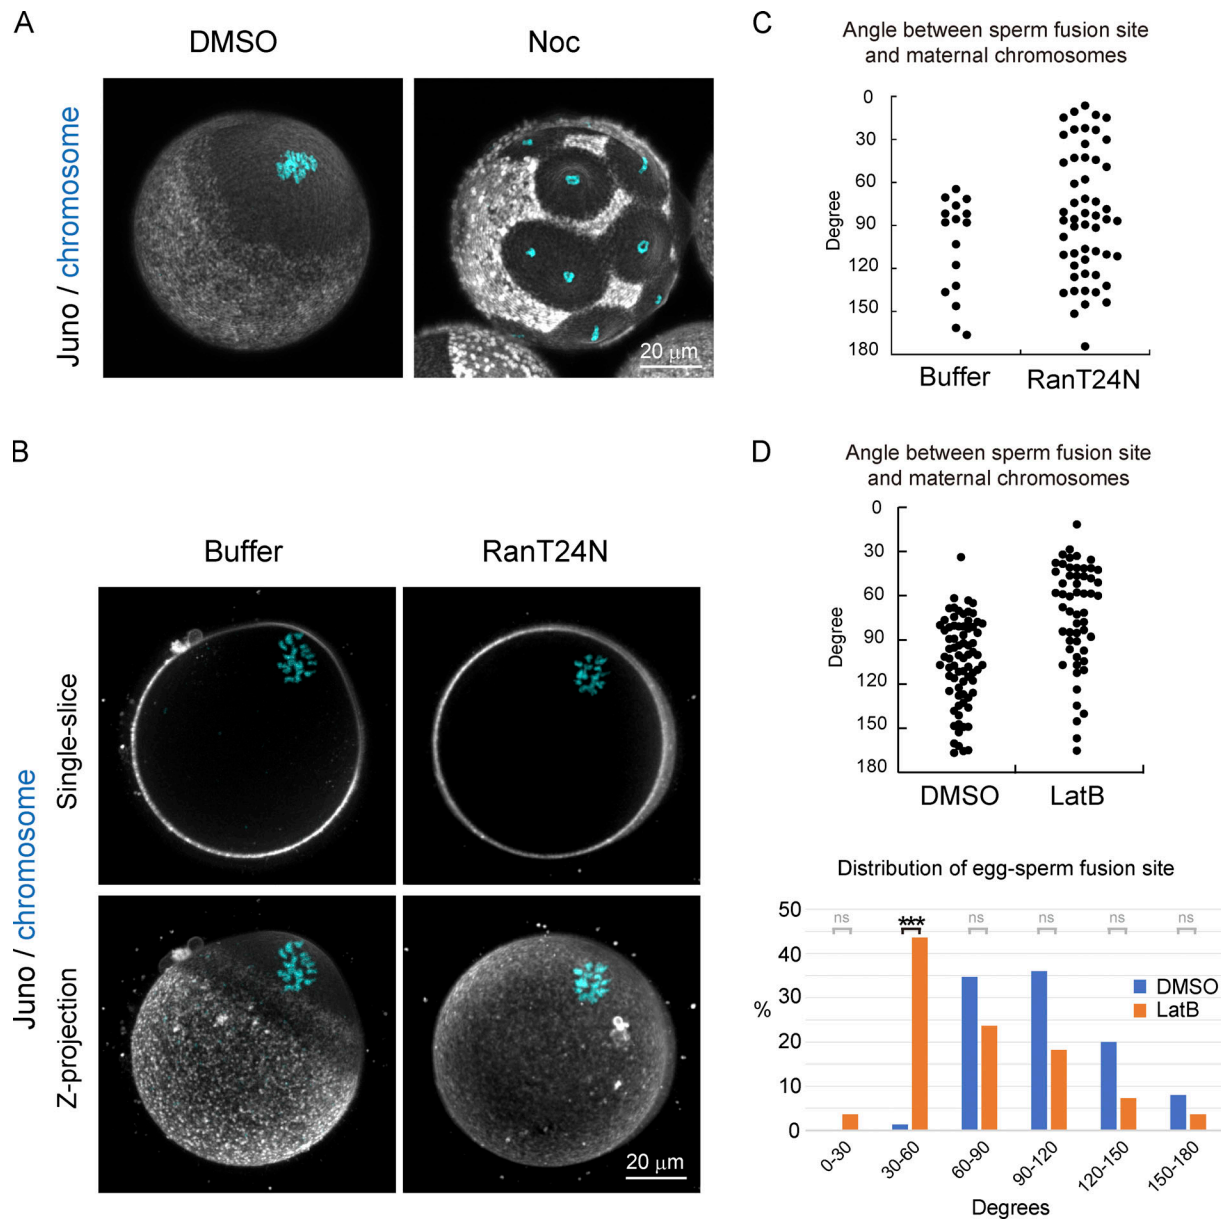 A
DMSO
Noc
Juno / chromosome
20 μm
C
Angle between sperm fusion site
and maternal chromosomes
Degree
0
30
60
90
120
150
180
Buffer
RanT24N
B
Buffer
RanT24N
Juno / chromosome
Single-slice
Z-projection
20 μm
D
Angle between sperm fusion site
and maternal chromosomes
Degree
0
30
60
90
120
150
180
DMSO
LatB
Distribution of egg-sperm fusion site
%
50
40
30
20
10
0
ns
***
ns
ns
ns
ns
DMSO
LatB
0-30
30-60
60-90
90-120
120-150
150-180
Degrees